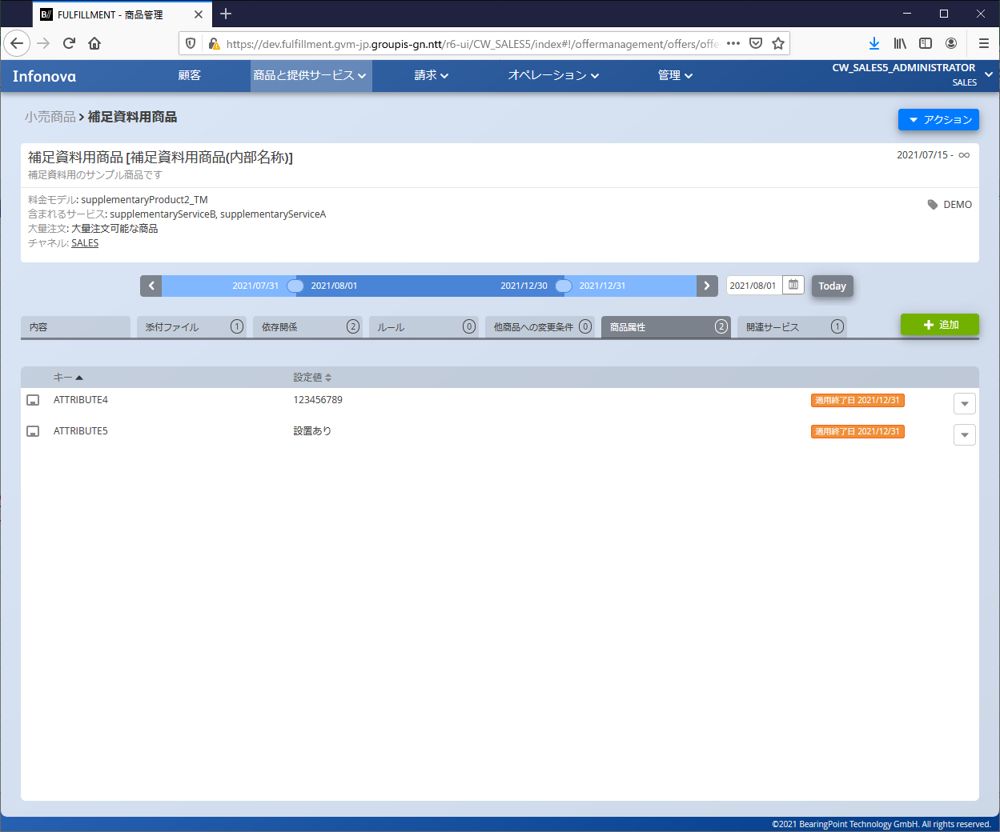 FULFILLMENT - 商品管理
https://dev.fulfillment.gvm-jp.groupis-gn.ntt/r6-ui/CW_SALES5/index#!/offermanagement/offers/offe
Infonova 顧客 商品と提供サービス 請求 オペレーション 管理 CW_SALES5_ADMINISTRATOR
SALES
小売商品 > 補足資料用商品
アクション
補足資料用商品 [補足資料用商品(内部名称)] 2021/07/15 - ∞
補足資料用のサンプル商品です
料金モデル: supplementaryProduct2_TM
DEMO
含まれるサービス: supplementaryServiceB, supplementaryServiceA
大量注文: 大量注文可能な商品
チャネル: SALES
2021/07/31 2021/08/01 2021/12/30 2021/12/31 2021/08/01 31 Today
内容 添付ファイル 1 依存関係 2 ルール 0 他商品への変更条件 0 商品属性 2 関連サービス 1 追加
キー 設定値
ATTRIBUTE4 123456789 適用終了日 2021/12/31
ATTRIBUTE5 設置あり 適用終了日 2021/12/31
©2021 BearingPoint Technology GmbH. All rights reserved.